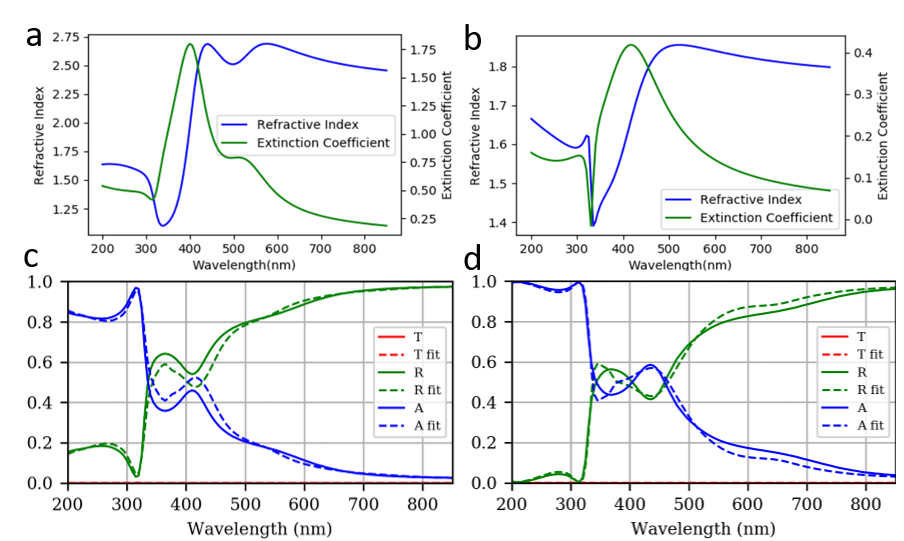 a
2.75
2.50
2.25
2.00
1.75
1.50
1.25
Refractive Index
1.75
1.50
1.25
1.00
0.75
0.50
0.25
Extinction Coefficient
Refractive Index
Extinction Coefficient
200 300 400 500 600 700 800
Wavelength(nm)
b
1.8
1.7
1.6
1.5
1.4
Refractive Index
0.4
0.3
0.2
0.1
0.0
Extinction Coefficient
Refractive Index
Extinction Coefficient
200 300 400 500 600 700 800
Wavelength(nm)
c
1.0
0.8
0.6
0.4
0.2
0.0
T
T fit
R
R fit
A
A fit
200 300 400 500 600 700 800
Wavelength (nm)
d
1.0
0.8
0.6
0.4
0.2
0.0
T
T fit
R
R fit
A
A fit
200 300 400 500 600 700 800
Wavelength (nm)